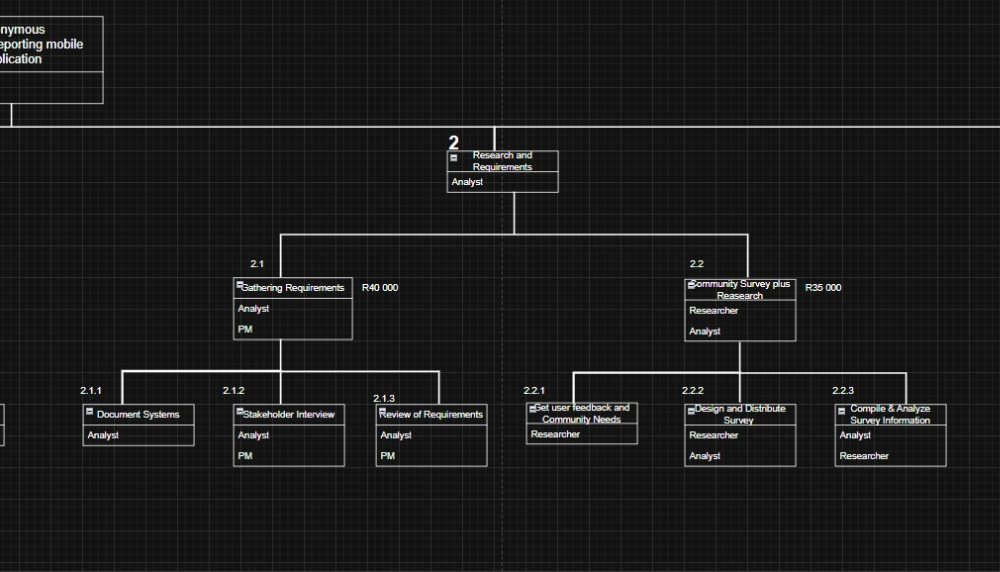 nymous
eporting mobile
lication
2
Research and
Requirements
Analyst
2.1
Gathering Requirements
R40 000
Analyst
PM
2.2
Community Survey plus
Reasearch
R35 000
Researcher
Analyst
2.1.1
Document Systems
Analyst
2.1.2
Stakeholder Interview
Analyst
PM
2.1.3
Review of Requirements
Analyst
PM
2.2.1
Get user feedback and
Community Needs
Researcher
2.2.2
Design and Distribute
Survey
Researcher
Analyst
2.2.3
Compile & Analyze
Survey Information
Analyst
Researcher